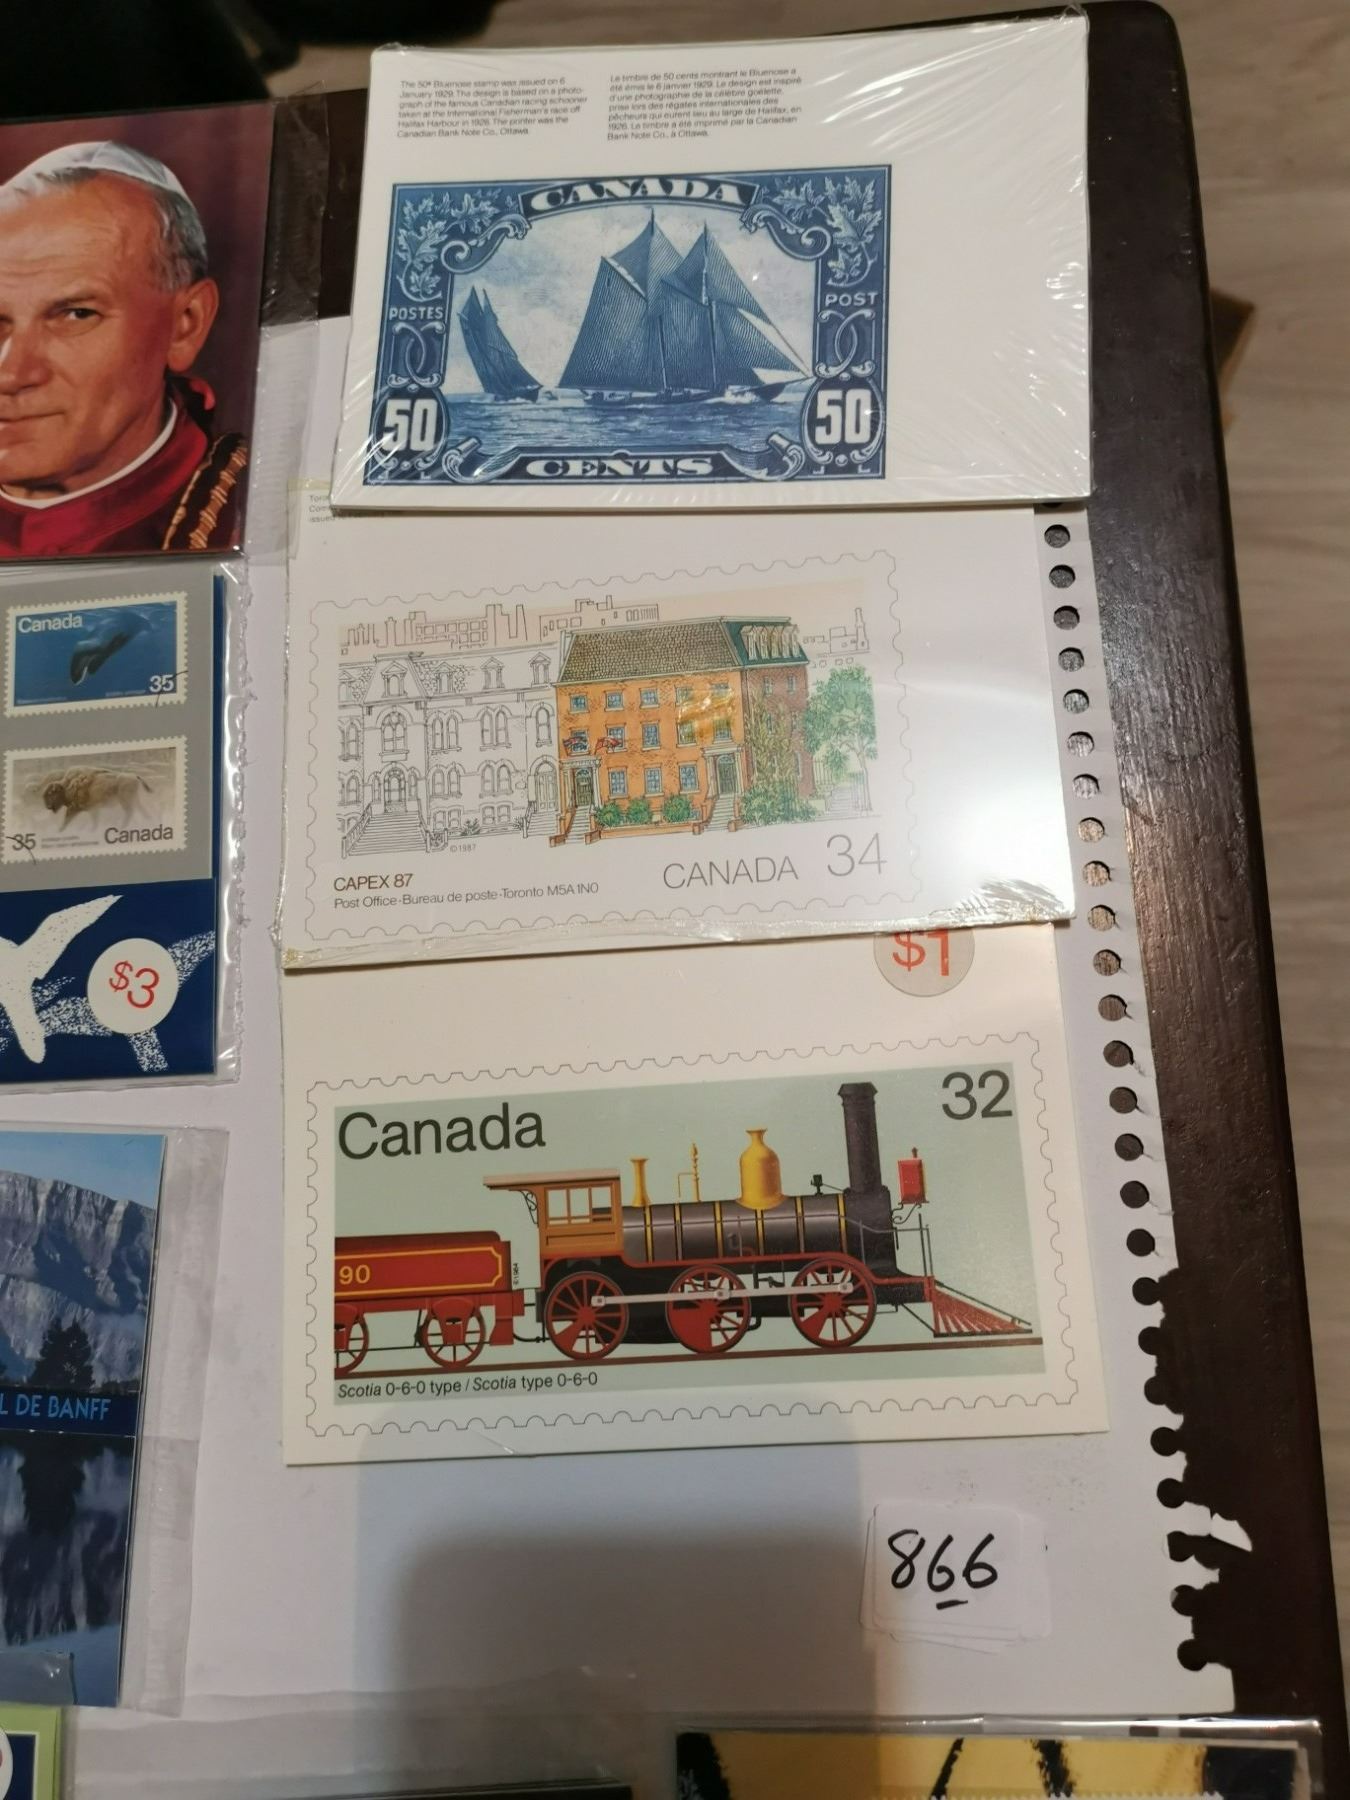 The 50¢ Bluenose stamp was issued on 6
January 1929. The design is based on a photo-
graph of the famous Canadian racing schooner
taken at the International Fisherman's race off
Halifax Harbour in 1926. The printer was the
Canadian Bank Note Co., Ottawa.
Le timbre de 50 cents montrant le Bluenose a
été émis le 6 janvier 1929. Le design est inspiré
d'une photographie de la célèbre goélette,
prise lors des régates internationales des
pêcheurs qui eurent lieu au large de Halifax, en
1926. Le timbre a été imprimé par la Canadian
Bank Note Co., à Ottawa.
CANADA
POSTES
POST
50
50
CENTS
Canada
35
35
Canada
$3
©1987
CAPEX 87
Post Office·Bureau de poste·Toronto M5A 1N0
CANADA 34
$1
Canada
32
90
©1984
Scotia 0-6-0 type / Scotia type 0-6-0
L DE BANFF
866